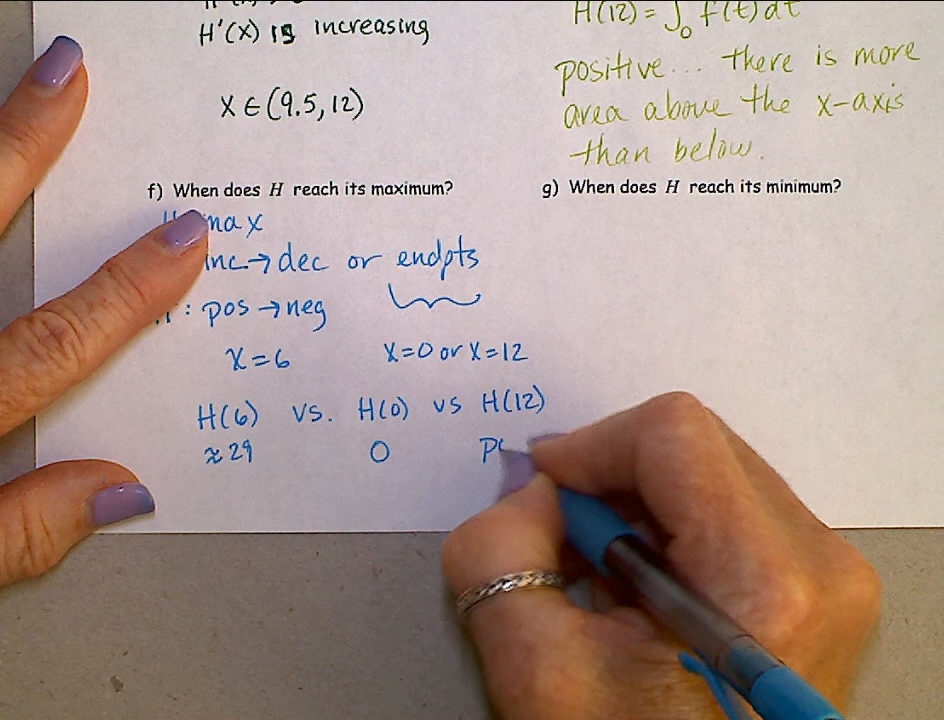 H'(x) is increasing
x ∈ (9.5, 12)
H(12) = ∫₀ f(t) dt
positive... there is more
area above the x-axis
than below.
f) When does H reach its maximum?
max
inc → dec or endpts
: pos → neg
x = 6 x = 0 or x = 12
H(6) vs. H(0) vs H(12)
≈ 29 0 p
g) When does H reach its minimum?